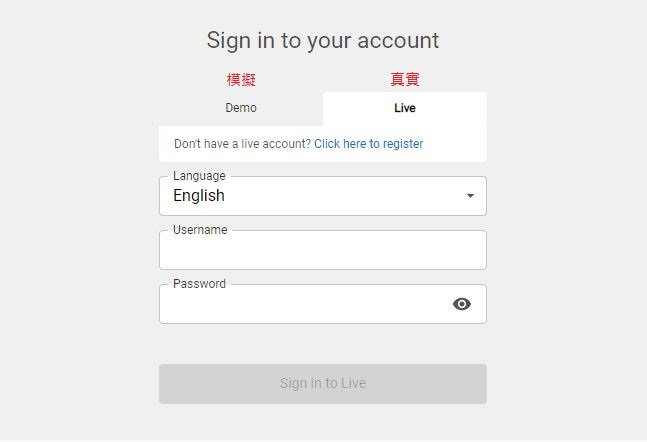 Sign in to your account
模擬 真實
Demo Live
Don't have a live account? Click here to register
Language
English
Username
Password
Sign in to Live